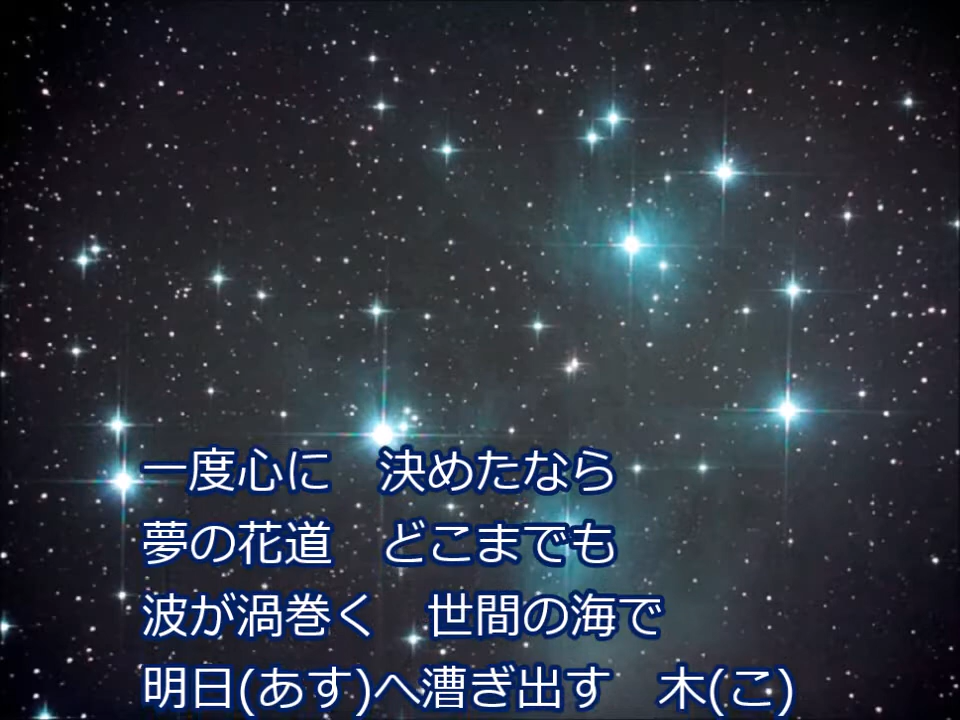 一度心に　決めたなら
夢の花道　どこまでも
波が渦巻く　世間の海で
明日(あす)へ漕ぎ出す　木(こ)